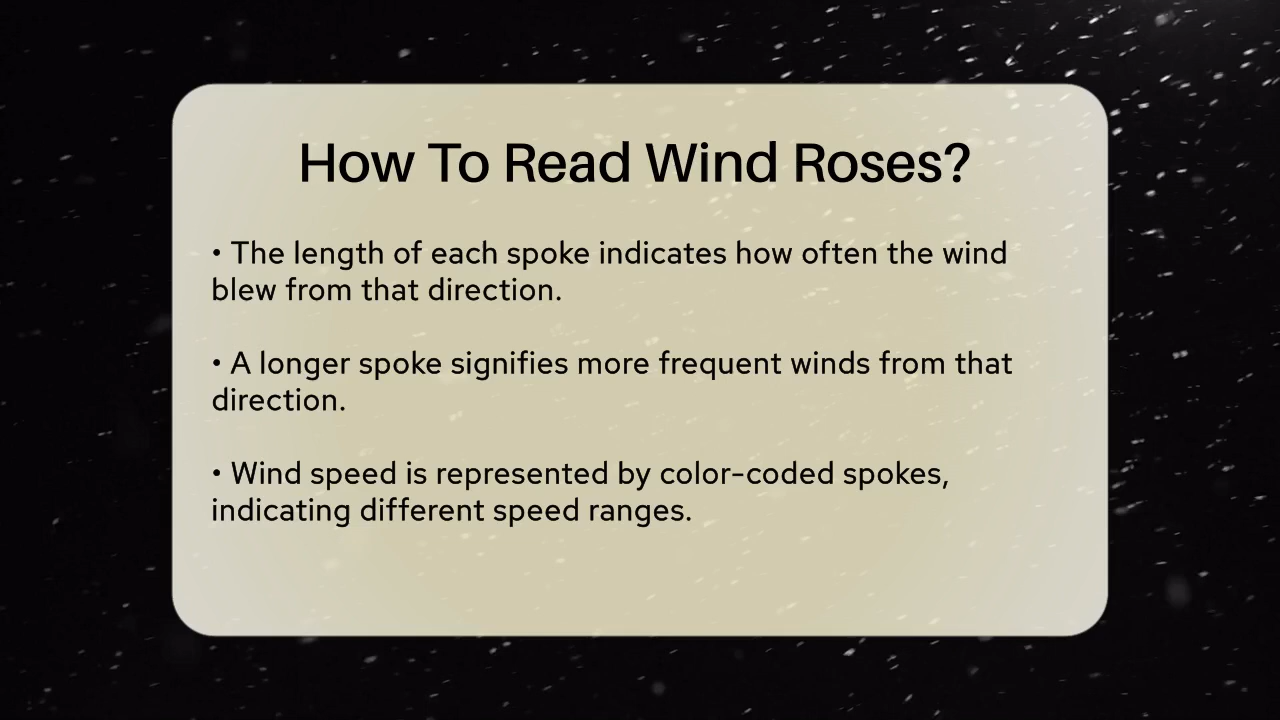 How To Read Wind Roses?
• The length of each spoke indicates how often the wind
blew from that direction.
• A longer spoke signifies more frequent winds from that
direction.
• Wind speed is represented by color-coded spokes,
indicating different speed ranges.